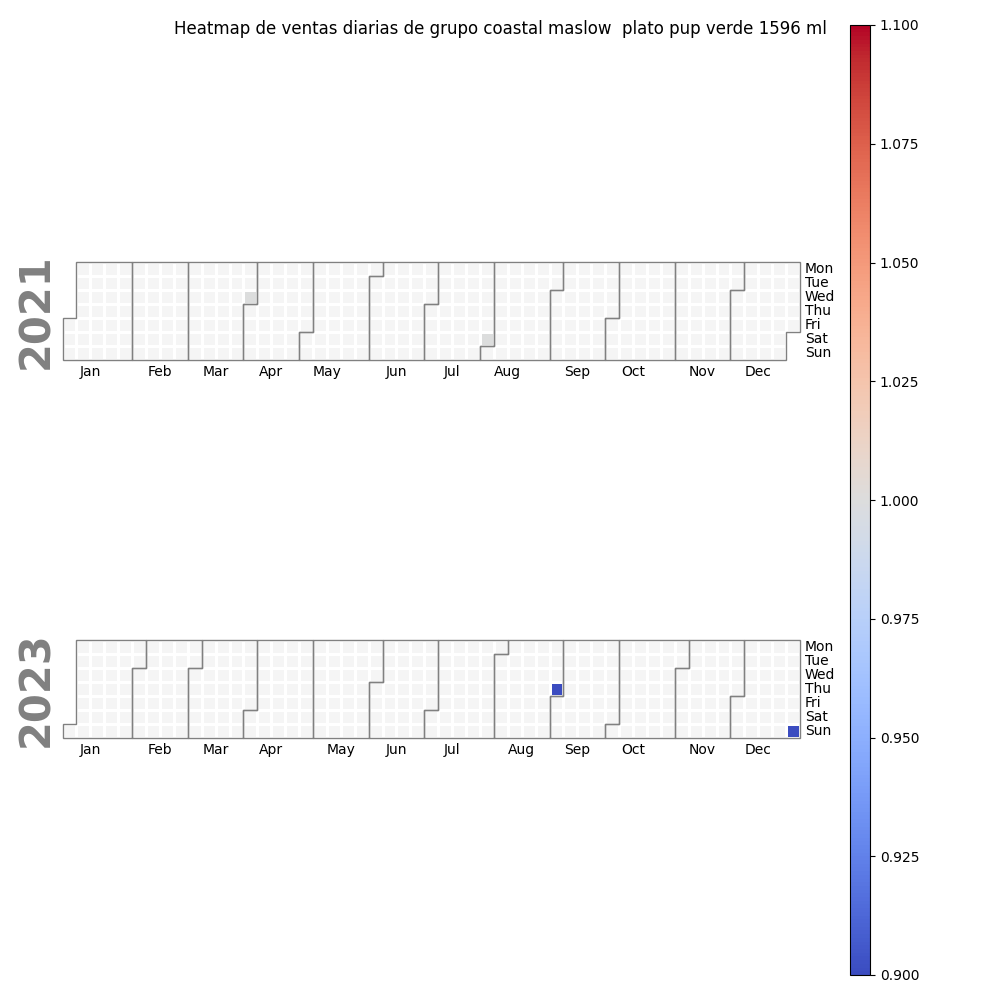 Heatmap de ventas diarias de grupo coastal maslow  plato pup verde 1596 ml
2021
Mon
Tue
Wed
Thu
Fri
Sat
Sun
Jan Feb Mar Apr May Jun Jul Aug Sep Oct Nov Dec
2023
Mon
Tue
Wed
Thu
Fri
Sat
Sun
Jan Feb Mar Apr May Jun Jul Aug Sep Oct Nov Dec
1.100
1.075
1.050
1.025
1.000
0.975
0.950
0.925
0.900